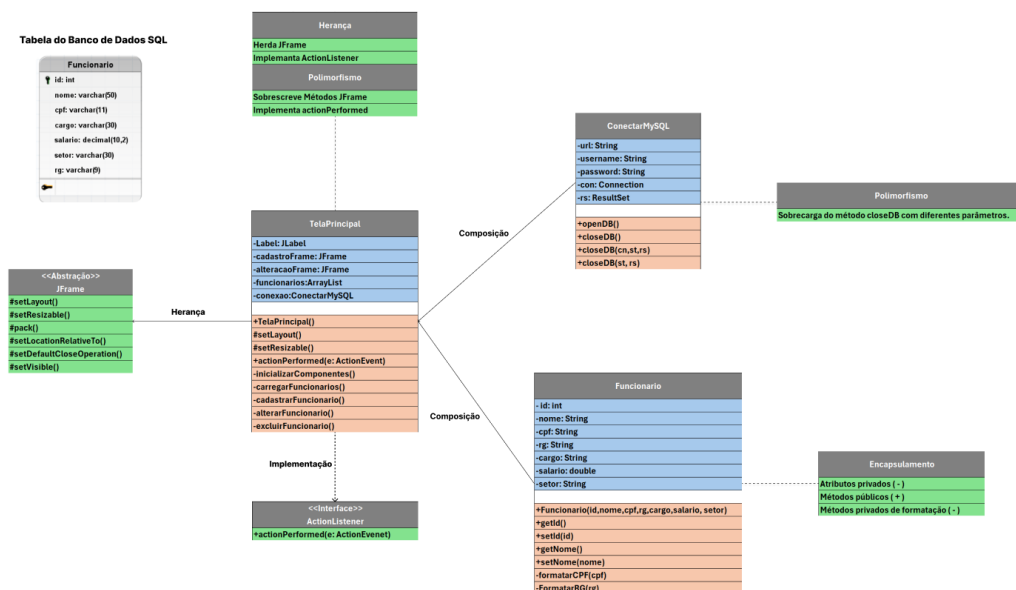 Tabela do Banco de Dados SQL
Funcionario
id: int
nome: varchar(50)
cpf: varchar(11)
cargo: varchar(30)
salario: decimal(10,2)
setor: varchar(30)
rg: varchar(9)
Herança
Herda JFrame
Implemanta ActionListener
Polimorfismo
Sobrescreve Métodos JFrame
Implementa actionPerformed
ConectarMySQL
-url: String
-username: String
-password: String
-con: Connection
-rs: ResultSet
+openDB()
+closeDB()
+closeDB(cn,st,rs)
+closeDB(st, rs)
Polimorfismo
Sobrecarga do método closeDB com diferentes parâmetros.
Composição
TelaPrincipal
-Label: JLabel
-cadastroFrame: JFrame
-alteracaoFrame: JFrame
-funcionarios:ArrayList
-conexao:ConectarMySQL
+TelaPrincipal()
#setLayout()
#setResizable()
+actionPerformed(e: ActionEvent)
-inicializarComponentes()
-carregarFuncionarios()
-cadastrarFuncionario()
-alterarFuncionario()
-excluirFuncionario()
<<Abstração>>
JFrame
#setLayout()
#setResizable()
#pack()
#setLocationRelativeTo()
#setDefaultCloseOperation()
#setVisible()
Herança
Composição
Implementação
<<Interface>>
ActionListener
+actionPerformed(e: ActionEvenet)
Funcionario
- id: int
-nome: String
-cpf: String
-rg: String
-cargo: String
-salario: double
-setor: String
+Funcionario(id,nome,cpf,rg,cargo,salario, setor)
+getId()
+setId(id)
+getNome()
+setNome(nome)
-formatarCPF(cpf)
-FormatarRG(rg)
Encapsulamento
Atributos privados ( - )
Métodos públicos ( + )
Métodos privados de formatação ( - )